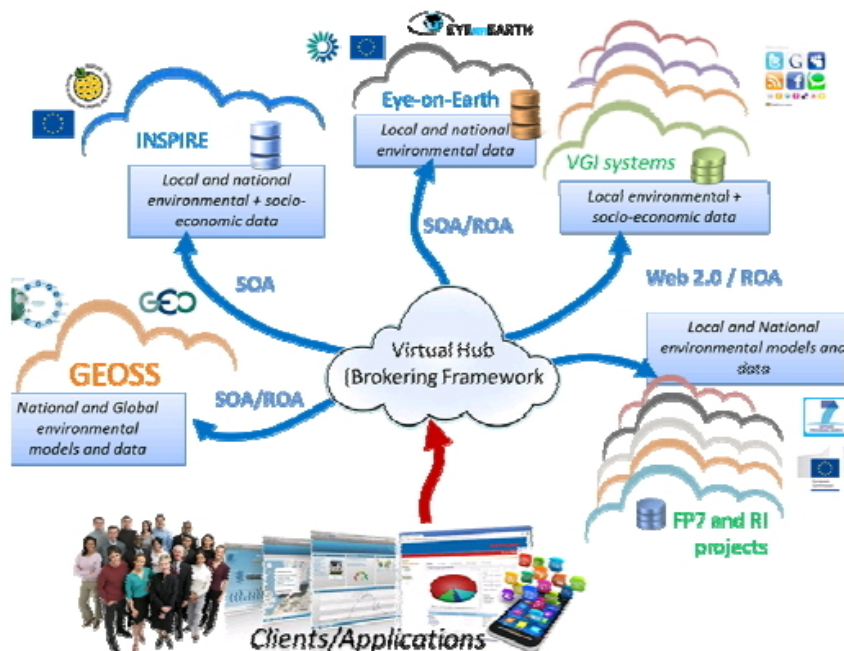 EYEonEARTH
Eye-on-Earth
Local and national
environmental data
INSPIRE
Local and national
environmental + socio-
economic data
VGI systems
Local environmental +
socio-economic data
SOA/ROA
SOA
Web 2.0 / ROA
GEO
GEOSS
National and Global
environmental
models and data
SOA/ROA
Virtual Hub
(Brokering Framework
Local and National
environmental models and
data
7
FP7 and RI
projects
Clients/Applications